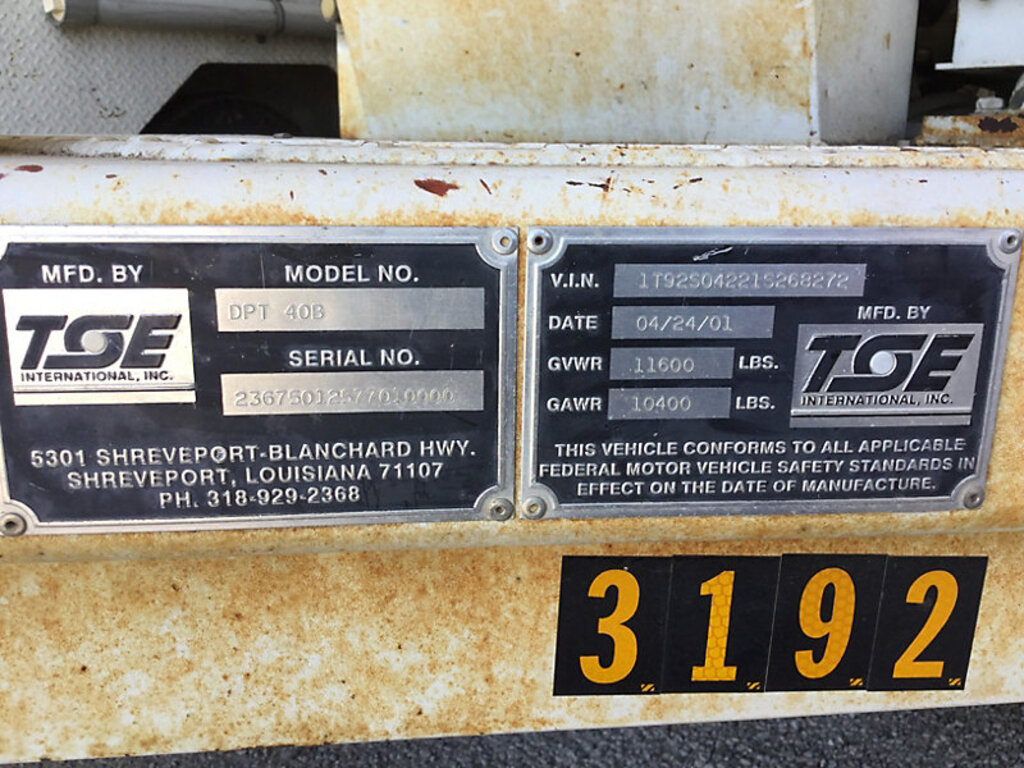 MFD. BY
MODEL NO.
TSE
INTERNATIONAL, INC.
DPT 40B
SERIAL NO.
5301 SHREVEPORT-BLANCHARD HWY.
SHREVEPORT, LOUISIANA 71107
PH. 318-929-2368
V.I.N. 1T92S04221S268272
DATE 04/24/01
GVWR 11600 LBS.
GAWR 10400 LBS.
MFD. BY
TSE
INTERNATIONAL, INC.
THIS VEHICLE CONFORMS TO ALL APPLICABLE
FEDERAL MOTOR VEHICLE SAFETY STANDARDS IN
EFFECT ON THE DATE OF MANUFACTURE.
3192